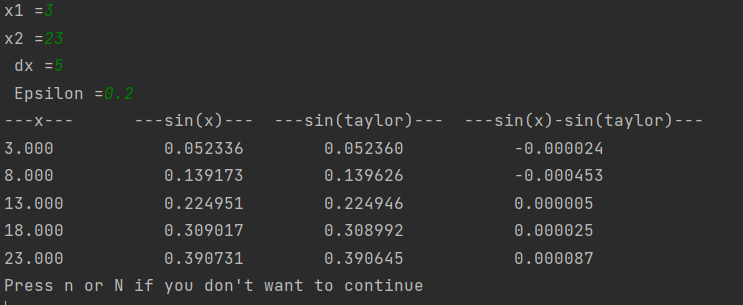 x1 =3
x2 =23
 dx =5
 Epsilon =0.2
---x---      ---sin(x)---  ---sin(taylor)---  ---sin(x)-sin(taylor)---
3.000           0.052336        0.052360           -0.000024
8.000           0.139173        0.139626           -0.000453
13.000          0.224951        0.224946           0.000005
18.000          0.309017        0.308992           0.000025
23.000          0.390731        0.390645           0.000087
Press n or N if you don't want to continue